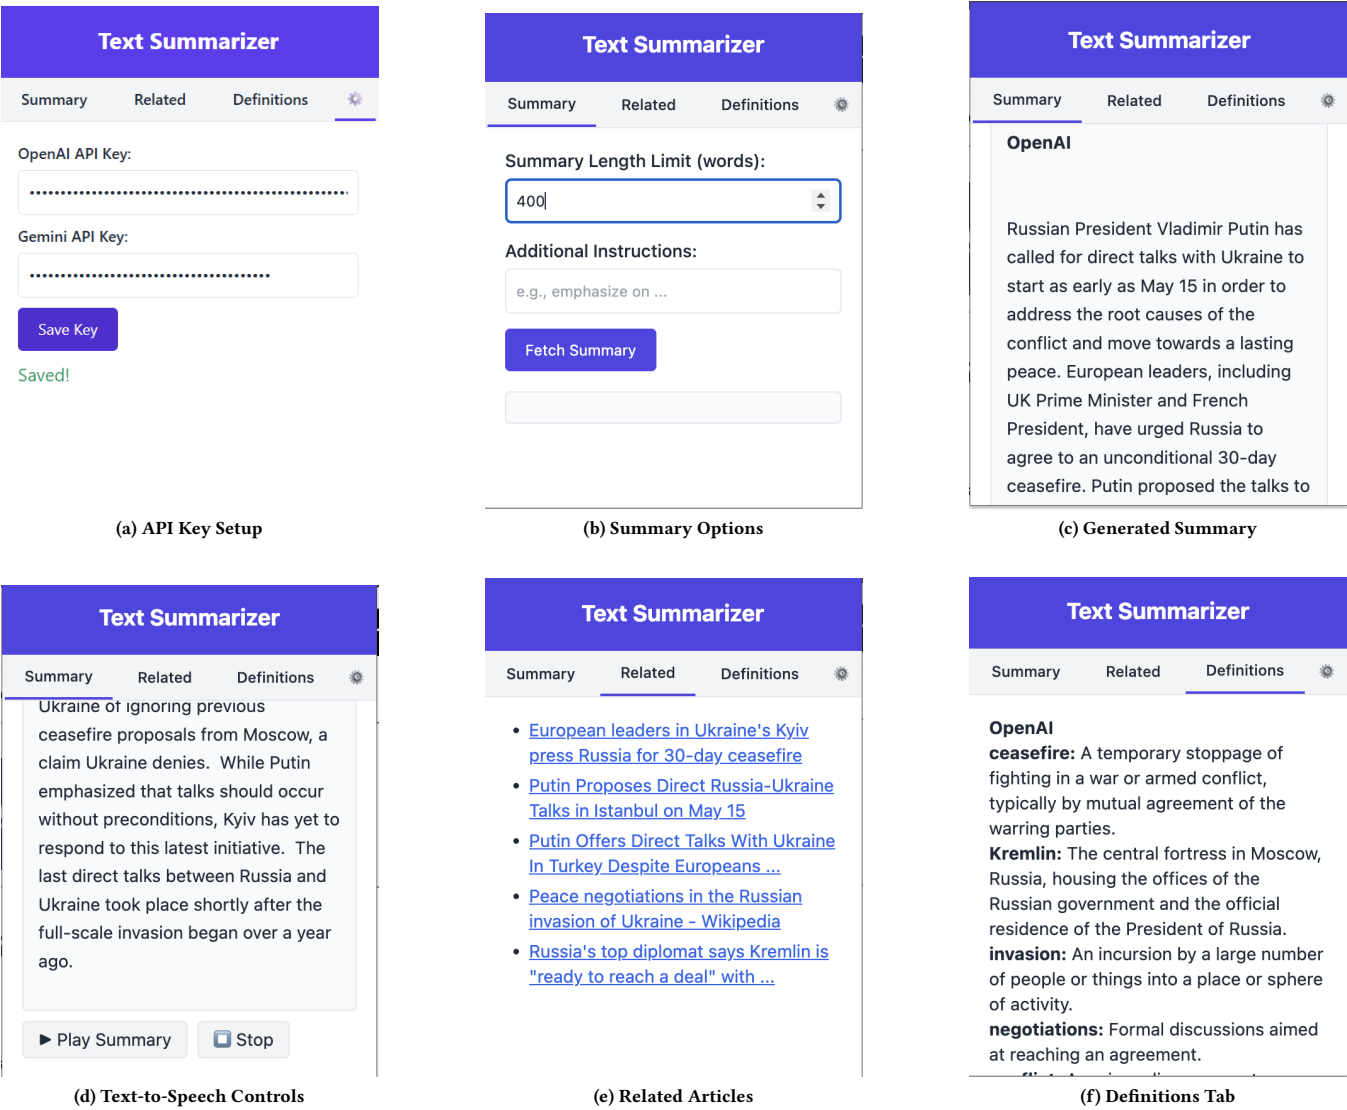 Text Summarizer
Summary Related Definitions
OpenAI API Key:
Gemini API Key:
Save Key
Saved!
(a) API Key Setup
Text Summarizer
Summary Related Definitions
Summary Length Limit (words):
400
Additional Instructions:
e.g., emphasize on ...
Fetch Summary
(b) Summary Options
Text Summarizer
Summary Related Definitions
OpenAI
Russian President Vladimir Putin has
called for direct talks with Ukraine to
start as early as May 15 in order to
address the root causes of the
conflict and move towards a lasting
peace. European leaders, including
UK Prime Minister and French
President, have urged Russia to
agree to an unconditional 30-day
ceasefire. Putin proposed the talks to
(c) Generated Summary
Text Summarizer
Summary Related Definitions
Ukraine of ignoring previous
ceasefire proposals from Moscow, a
claim Ukraine denies. While Putin
emphasized that talks should occur
without preconditions, Kyiv has yet to
respond to this latest initiative. The
last direct talks between Russia and
Ukraine took place shortly after the
full-scale invasion began over a year
ago.
Play Summary Stop
(d) Text-to-Speech Controls
Text Summarizer
Summary Related Definitions
• European leaders in Ukraine's Kyiv
press Russia for 30-day ceasefire
• Putin Proposes Direct Russia-Ukraine
Talks in Istanbul on May 15
• Putin Offers Direct Talks With Ukraine
In Turkey Despite Europeans ...
• Peace negotiations in the Russian
invasion of Ukraine - Wikipedia
• Russia's top diplomat says Kremlin is
"ready to reach a deal" with ...
(e) Related Articles
Text Summarizer
Summary Related Definitions
OpenAI
ceasefire: A temporary stoppage of
fighting in a war or armed conflict,
typically by mutual agreement of the
warring parties.
Kremlin: The central fortress in Moscow,
Russia, housing the offices of the
Russian government and the official
residence of the President of Russia.
invasion: An incursion by a large number
of people or things into a place or sphere
of activity.
negotiations: Formal discussions aimed
at reaching an agreement.
(f) Definitions Tab